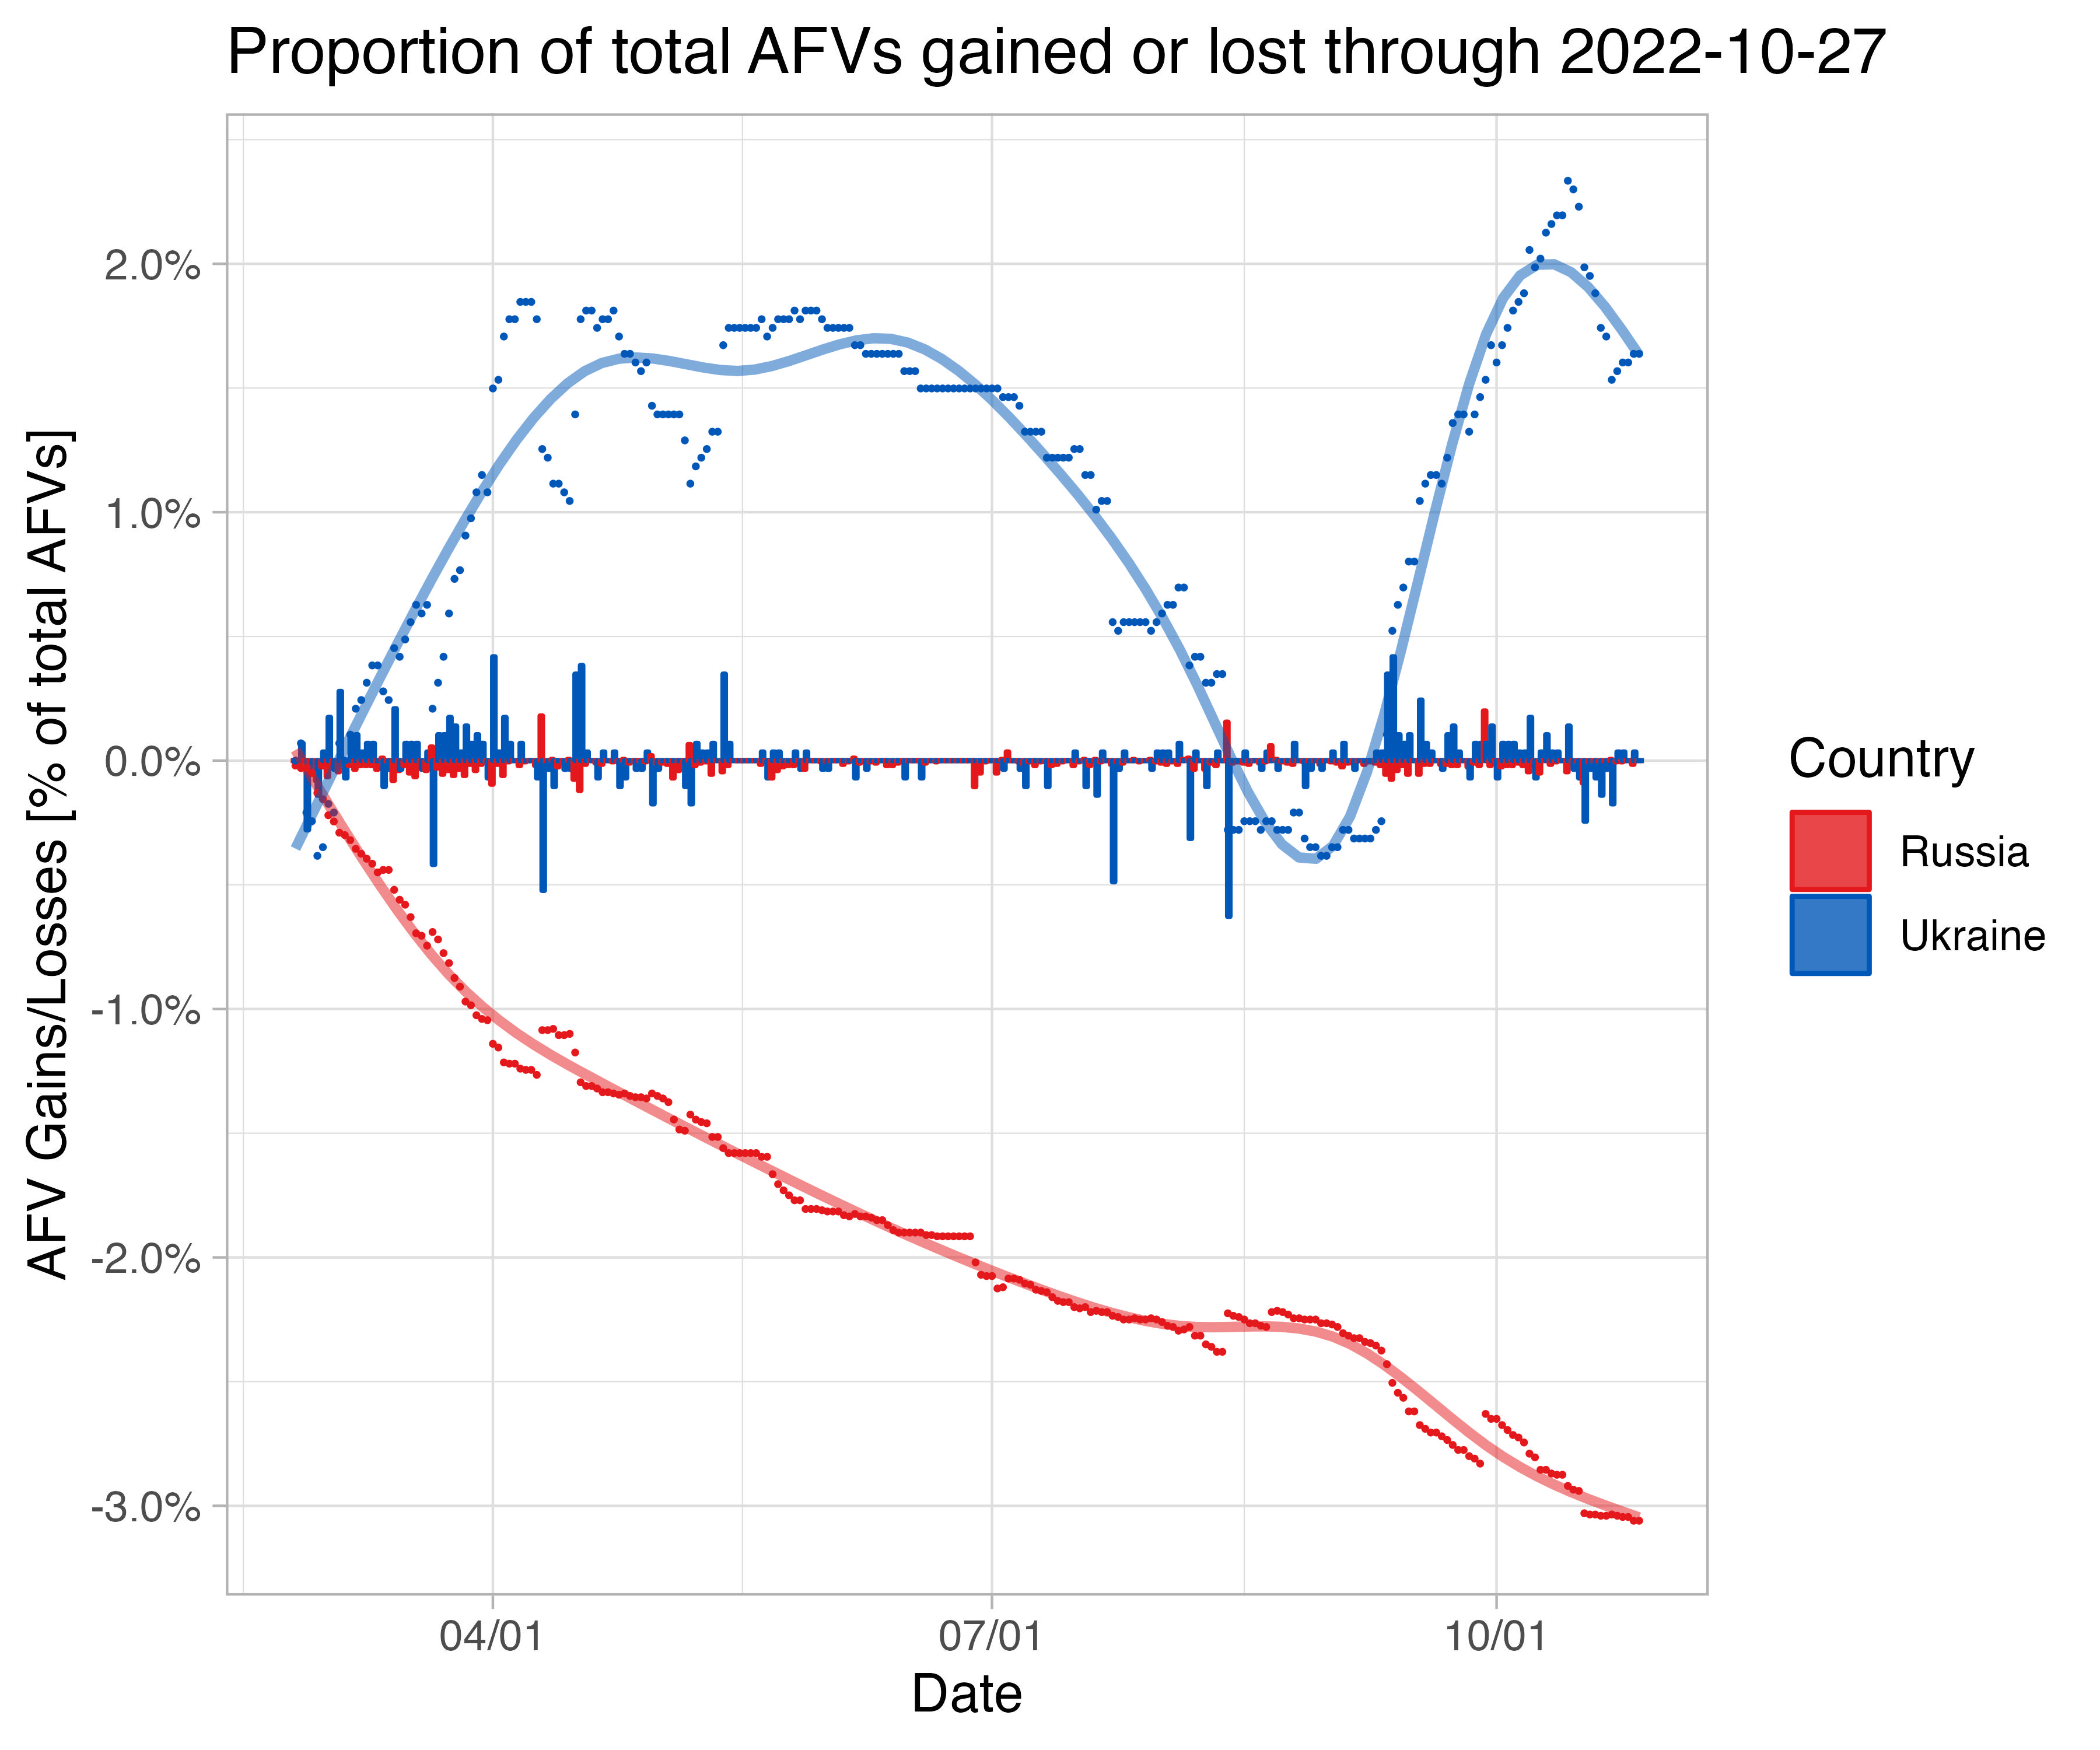 Proportion of total AFVs gained or lost through 2022-10-27
AFV Gains/Losses [% of total AFVs]
2.0%
1.0%
0.0%
-1.0%
-2.0%
-3.0%
04/01
07/01
10/01
Date
Country
Russia
Ukraine